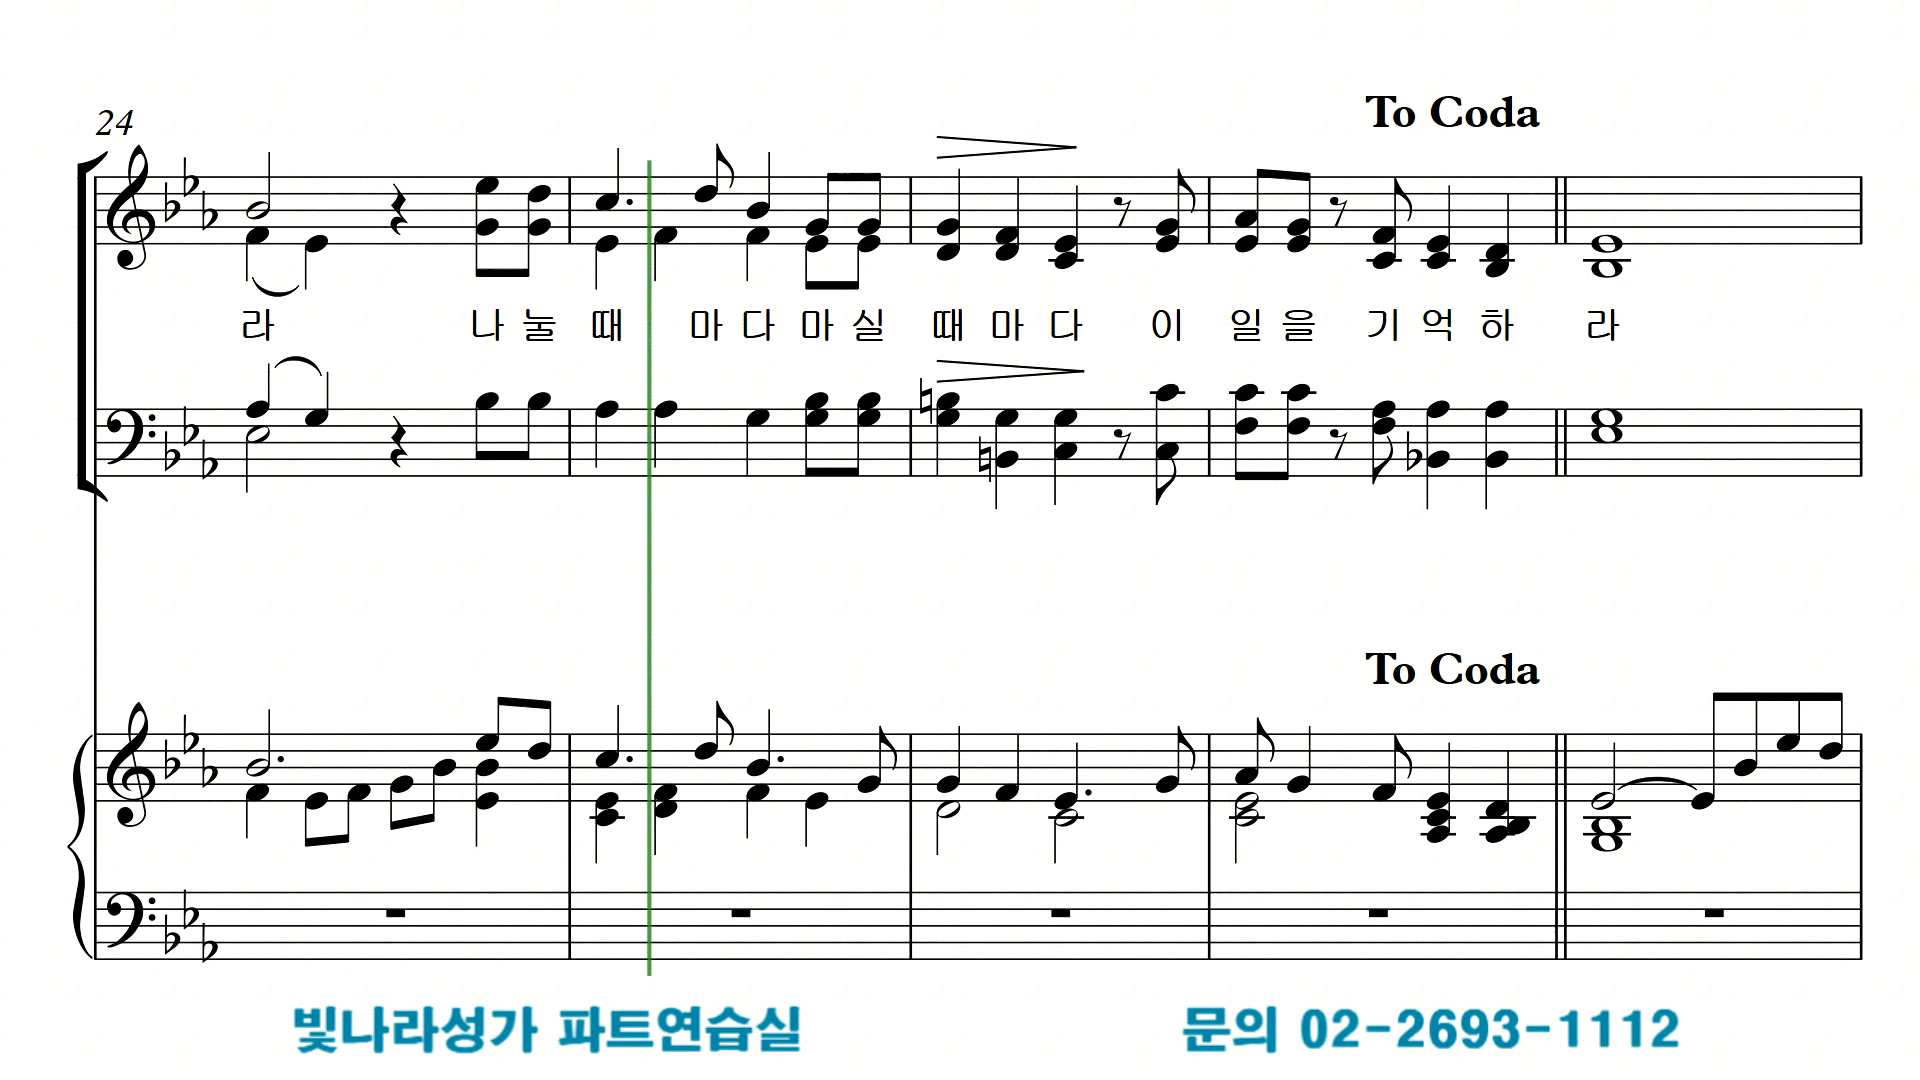 24
To Coda
라 나 눌 때 마 다 마 실 때 마 다 이 일 을 기 억 하 라
To Coda
빛나라성가 파트연습실 문의 02-2693-1112